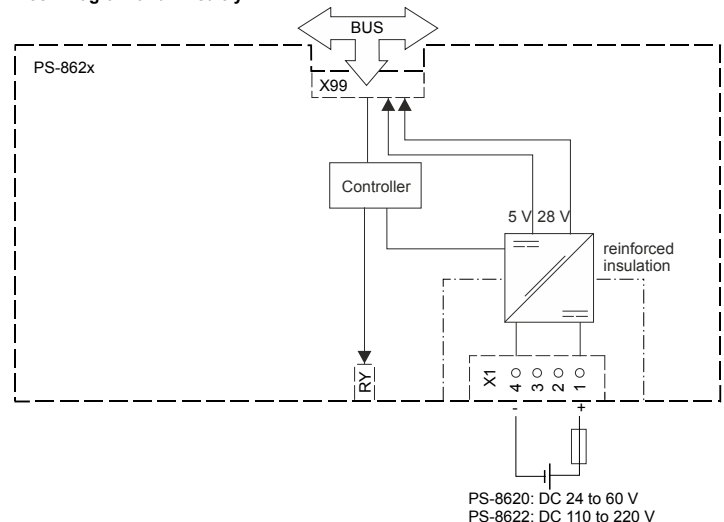 BUS
PS-862x
X99
Controller
5 V 28 V
reinforced
insulation
X1
4 3 2 1
RY
- +
PS-8620: DC 24 to 60 V
PS-8622: DC 110 to 220 V